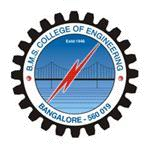 B.M.S. COLLEGE OF ENGINEERING
Estd 1946
BANGALORE - 560 019